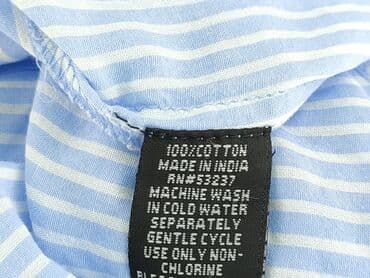 100%COTTON
MADE IN INDIA
RN#53237
MACHINE WASH
IN COLD WATER
SEPARATELY
GENTLE CYCLE
USE ONLY NON-
CHLORINE